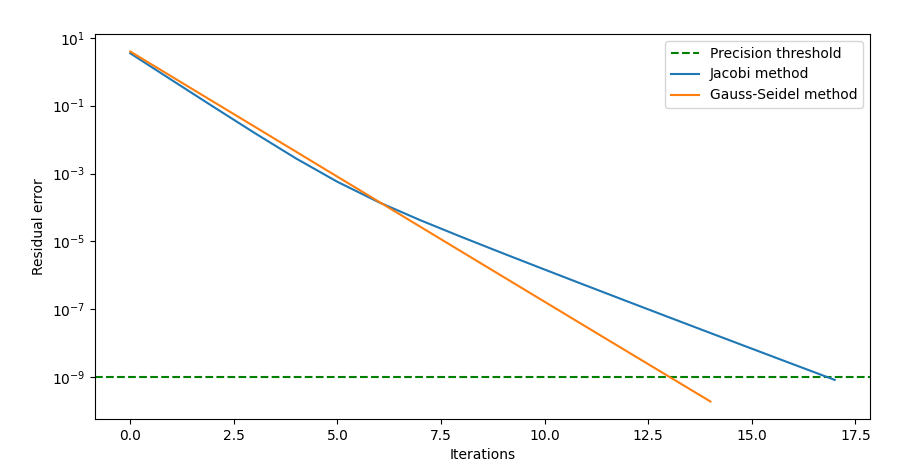 10¹
10⁻¹
10⁻³
10⁻⁵
10⁻⁷
10⁻⁹
Residual error
Precision threshold
Jacobi method
Gauss-Seidel method
0.0 2.5 5.0 7.5 10.0 12.5 15.0 17.5
Iterations